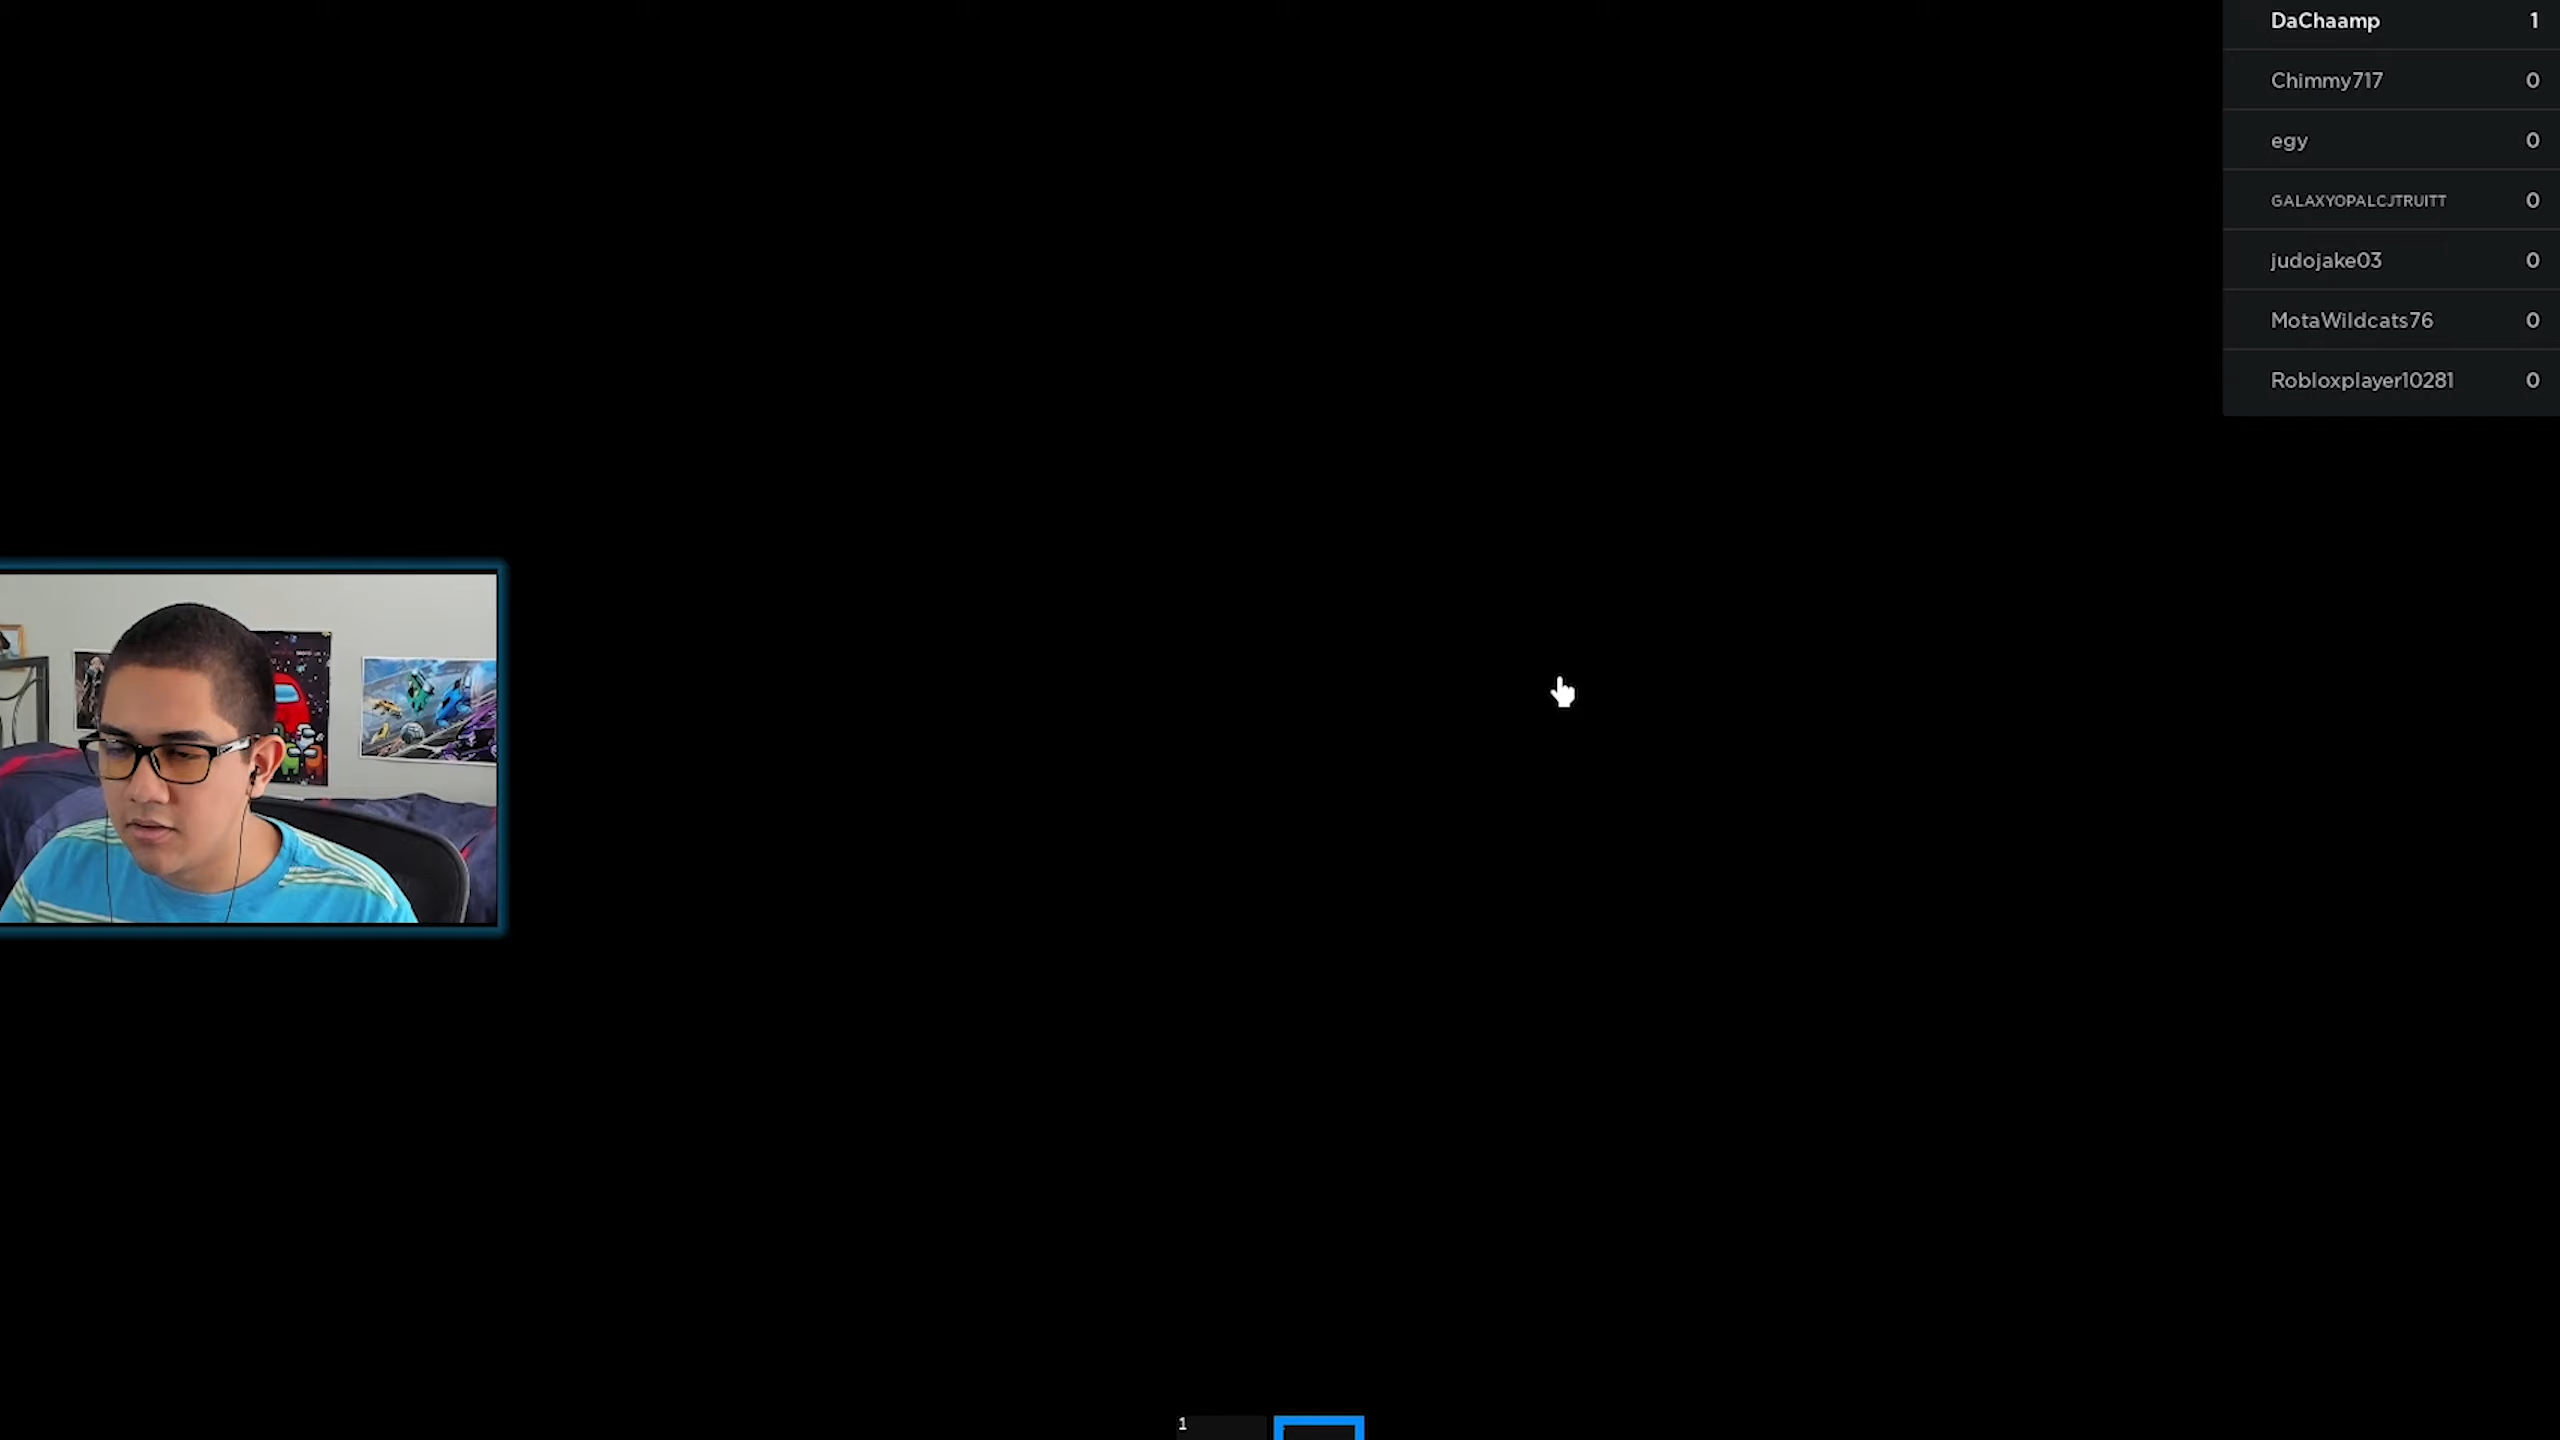 DaChaamp 1
Chimmy717 0
egy 0
GALAXYOPALCJTRUITT 0
judojake03 0
MotaWildcats76 0
Robloxplayer10281 0
1